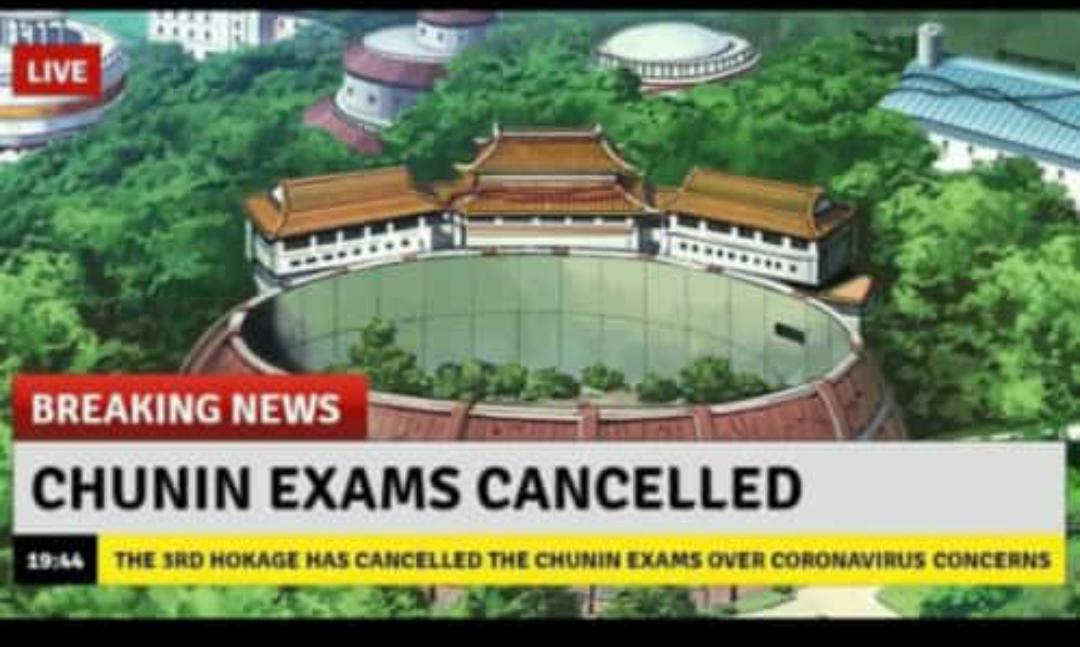 LIVE
BREAKING NEWS
CHUNIN EXAMS CANCELLED
19:44
THE 3RD HOKAGE HAS CANCELLED THE CHUNIN EXAMS OVER CORONAVIRUS CONCERNS